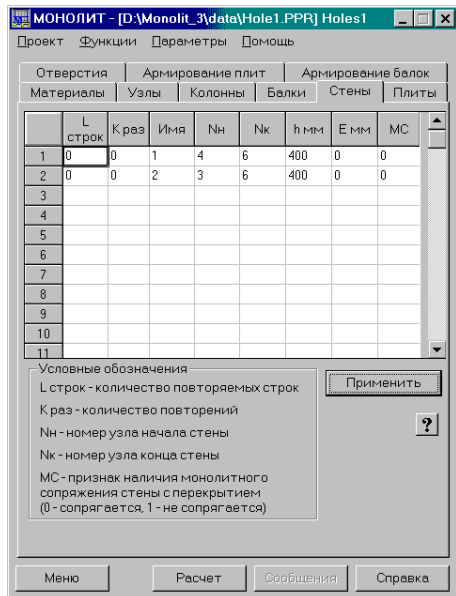 МОНОЛИТ - [D:\Monolit_3\data\Hole1.PPR] Holes1
Проект Функции Параметры Помощь
Отверстия Армирование плит Армирование балок
Материалы Узлы Колонны Балки Стены Плиты
L строк К раз Имя Nн Nк h мм E мм МС
1 0 0 1 4 6 400 0 0
2 0 0 2 3 6 400 0 0
3
4
5
6
7
8
9
10
11
Условные обозначения
L строк - количество повторяемых строк
К раз - количество повторений
Nн - номер узла начала стены
Nк - номер узла конца стены
МС - признак наличия монолитного
сопряжения стены с перекрытием
(0 - сопрягается, 1 - не сопрягается)
Применить
?
Меню Расчет Сообщения Справка